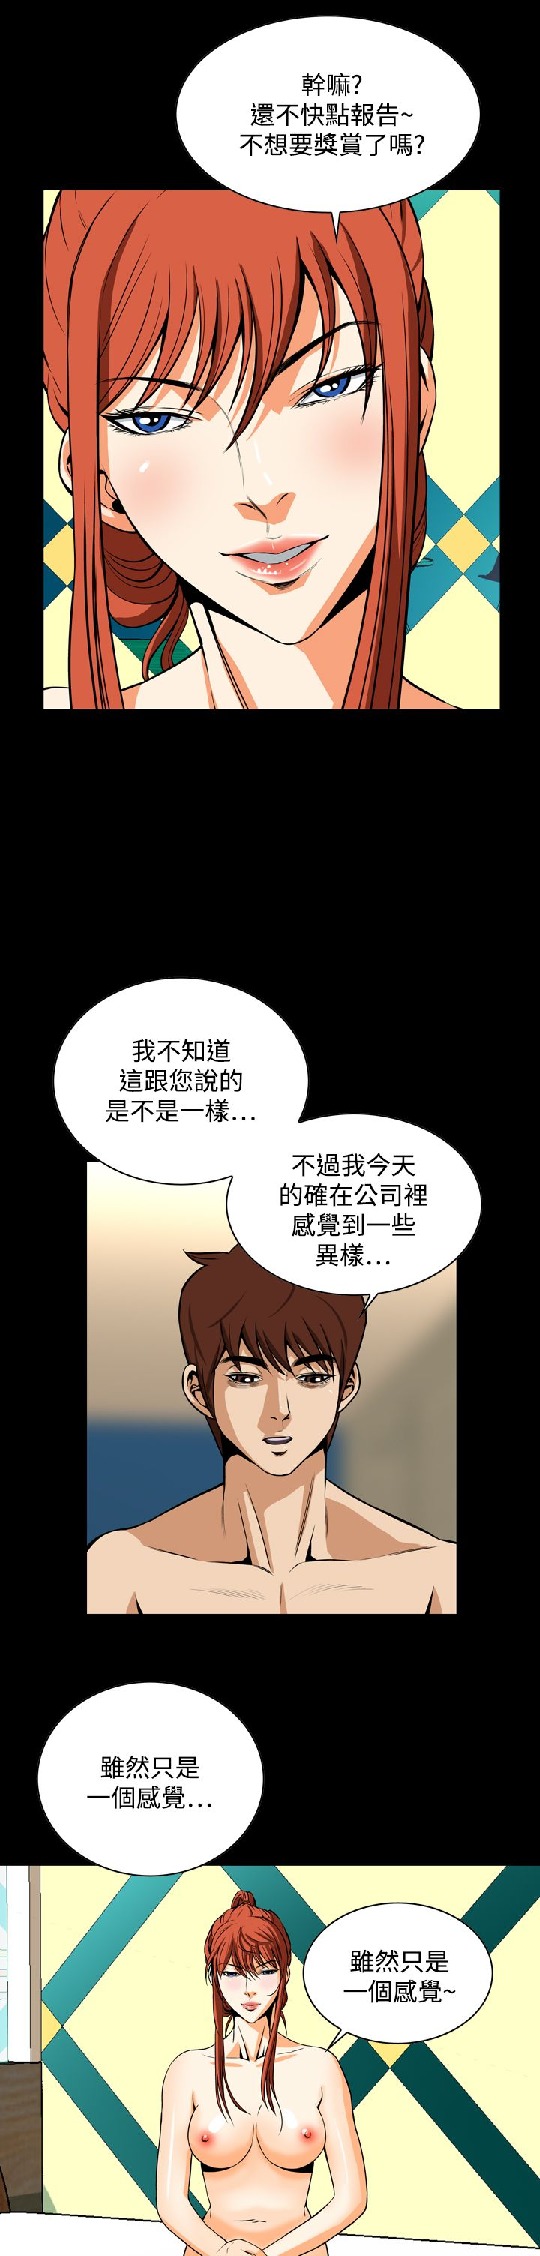 幹嘛?
還不快點報告~
不想要獎賞了嗎?
我不知道
這跟您說的
是不是一樣...
不過我今天
的確在公司裡
感覺到一些
異樣...
雖然只是
一個感覺...
雖然只是
一個感覺~